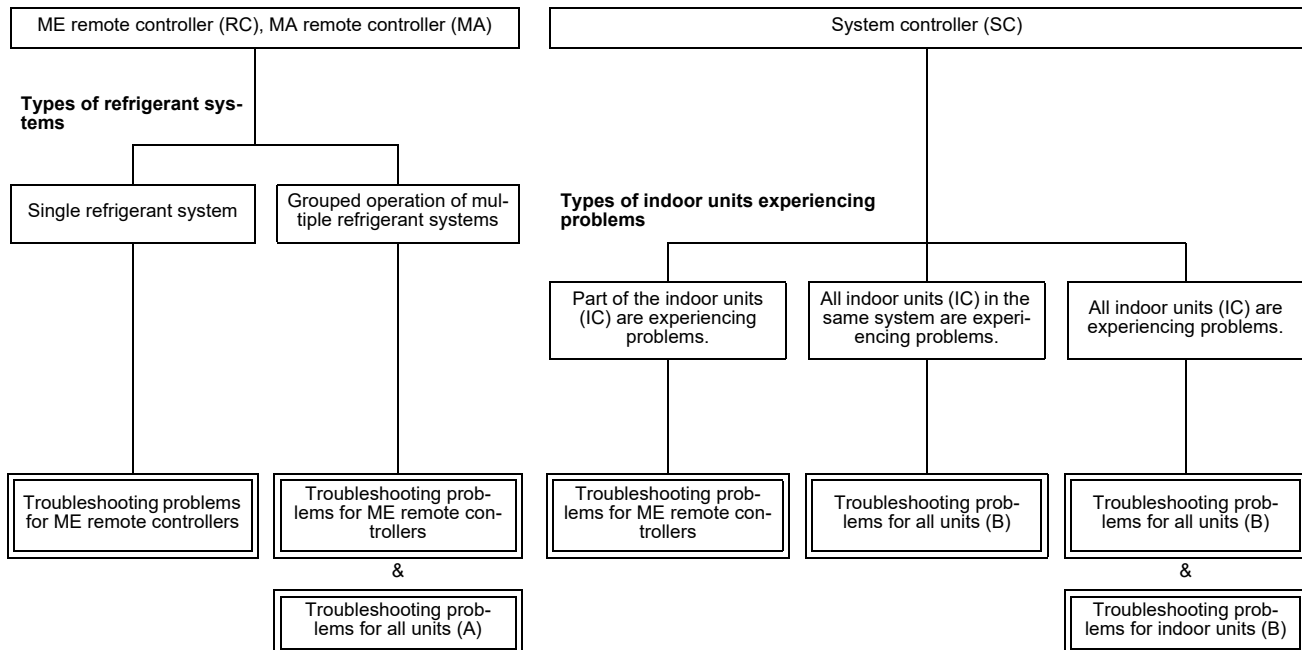 ME remote controller (RC), MA remote controller (MA)
System controller (SC)
Types of refrigerant sys-
tems
Single refrigerant system
Grouped operation of mul-
tiple refrigerant systems
Types of indoor units experiencing
problems
Part of the indoor units
(IC) are experiencing
problems.
All indoor units (IC) in the
same system are experi-
encing problems.
All indoor units (IC) are
experiencing problems.
Troubleshooting problems
for ME remote controllers
Troubleshooting prob-
lems for ME remote con-
trollers
&
Troubleshooting prob-
lems for all units (A)
Troubleshooting prob-
lems for ME remote con-
trollers
Troubleshooting prob-
lems for all units (B)
Troubleshooting prob-
lems for all units (B)
&
Troubleshooting prob-
lems for indoor units (B)